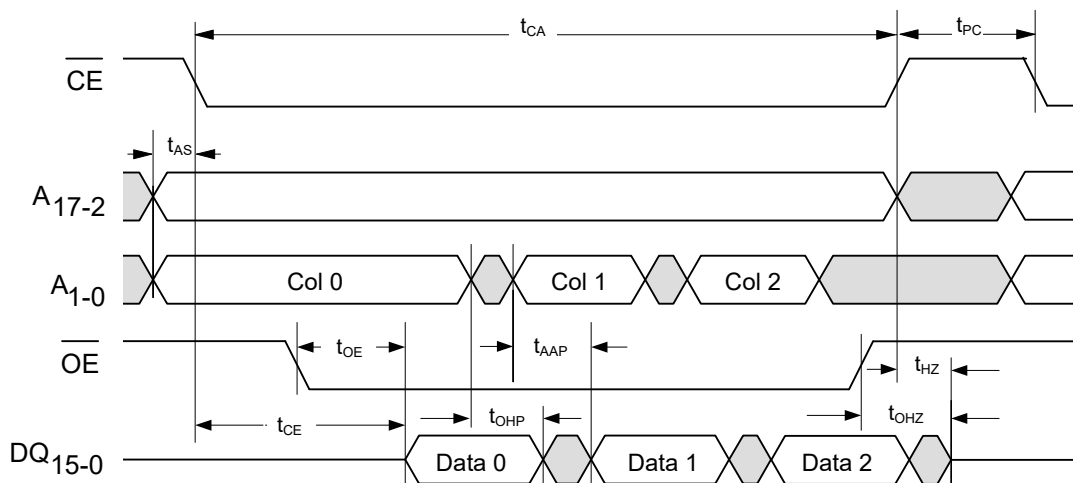 tCA
tPC
CE
tAS
A17-2
A1-0
Col 0
Col 1
Col 2
OE
tOE
tAAP
tHZ
tCE
tOHP
tOHZ
DQ15-0
Data 0
Data 1
Data 2